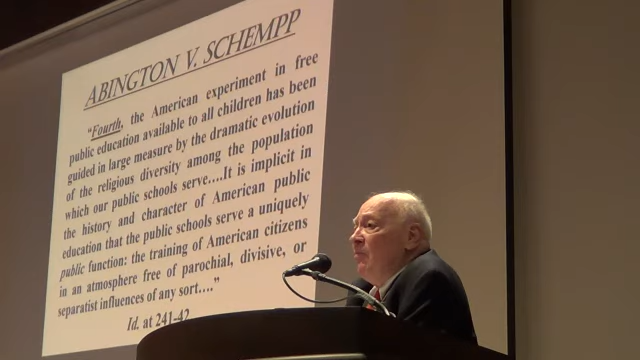 ABINGTON V. SCHEMPP
"Fourth, the American experiment in free
public education available to all children has been
guided in large measure by the dramatic evolution
of the religious diversity among the population
which our public schools serve....It is implicit in
the history and character of American public
education that the public schools serve a uniquely
public function: the training of American citizens
in an atmosphere free of parochial, divisive, or
separatist influences of any sort...."
Id. at 241-42